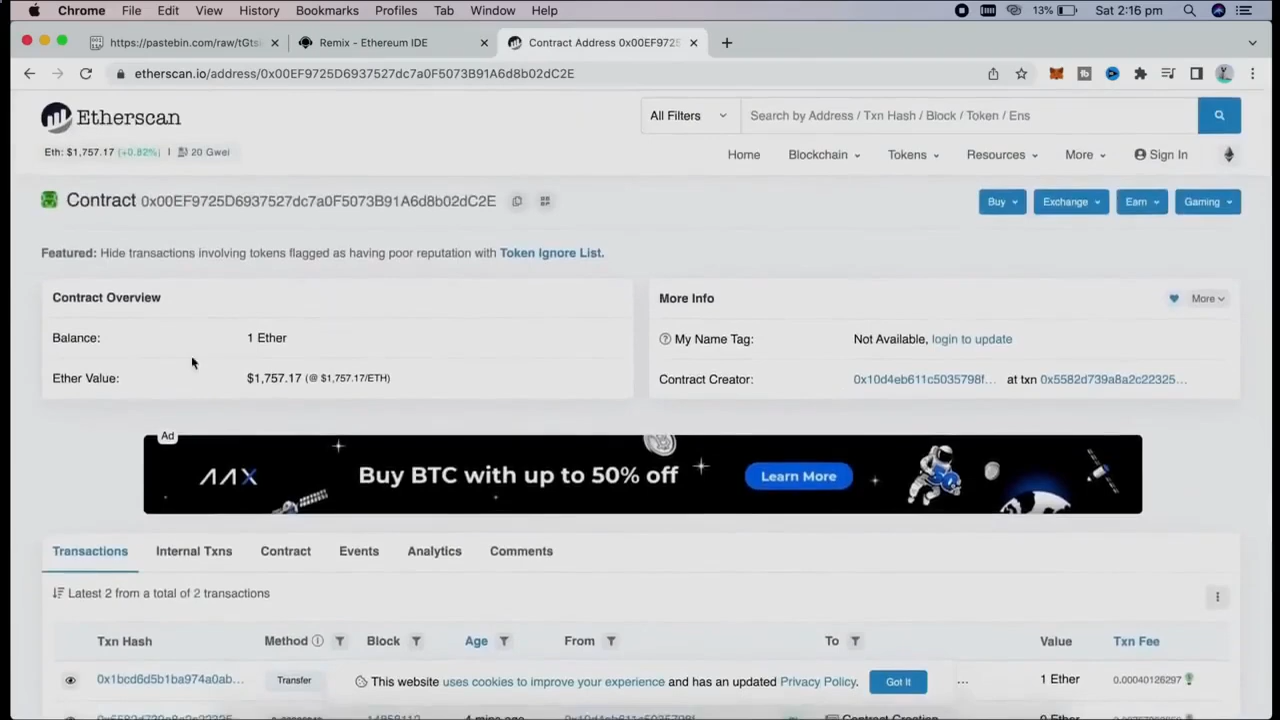 Chrome File Edit View History Bookmarks Profiles Tab Window Help 13% Sat 2:16 pm
https://pastebin.com/raw/tGts Remix - Ethereum IDE Contract Address 0x00EF9725
etherscan.io/address/0x00EF9725D6937527dc7a0F5073B91A6d8b02dC2E
Etherscan
All Filters Search by Address / Txn Hash / Block / Token / Ens
Eth: $1,757.17 (+0.82%) | 20 Gwei
Home Blockchain Tokens Resources More Sign In
Contract 0x00EF9725D6937527dc7a0F5073B91A6d8b02dC2E
Buy Exchange Earn Gaming
Featured: Hide transactions involving tokens flagged as having poor reputation with Token Ignore List.
Contract Overview
Balance: 1 Ether
Ether Value: $1,757.17 (@ $1,757.17/ETH)
More Info More
My Name Tag: Not Available, login to update
Contract Creator: 0x10d4eb611c5035798f... at txn 0x5582d739a8a2c22325...
Ad
AAX Buy BTC with up to 50% off Learn More
Transactions Internal Txns Contract Events Analytics Comments
Latest 2 from a total of 2 transactions
Txn Hash Method Block Age From To Value Txn Fee
0x1bcd6d5b1ba974a0ab... Transfer 1 Ether 0.00040126297
This website uses cookies to improve your experience and has an updated Privacy Policy. Got It
4 mins ago Contract Creation 0 Ether